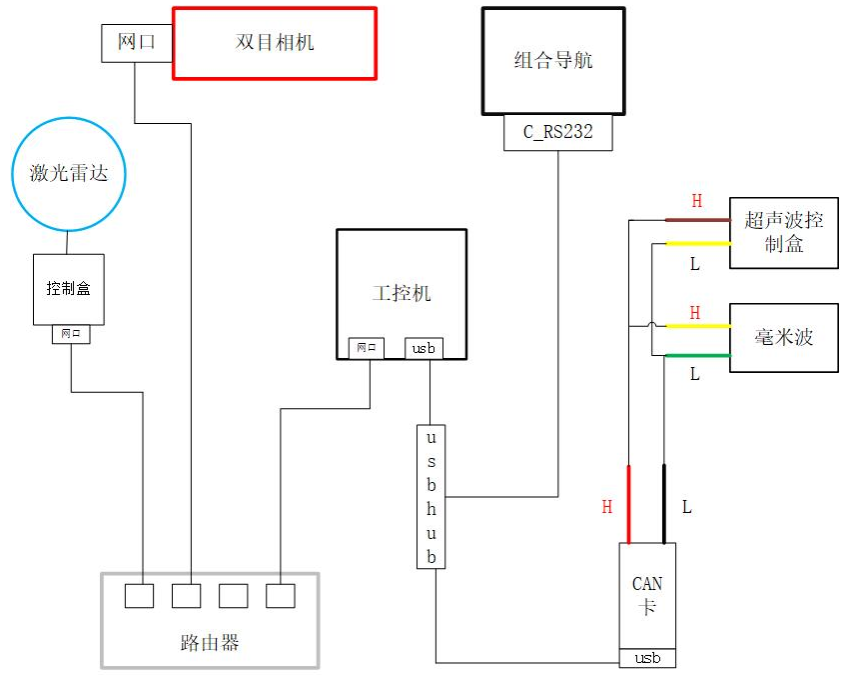 网口
双目相机
组合导航
C_RS232
激光雷达
H
超声波控
制盒
L
控制盒
网口
工控机
网口
usb
H
毫米波
L
u
s
b
h
u
b
H
L
CAN
卡
usb
路由器